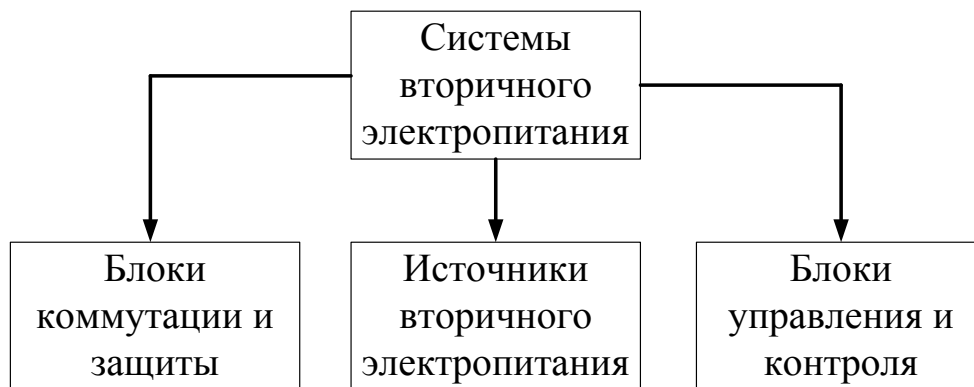 Системы
вторичного
электропитания
Блоки
коммутации и
защиты
Источники
вторичного
электропитания
Блоки
управления и
контроля